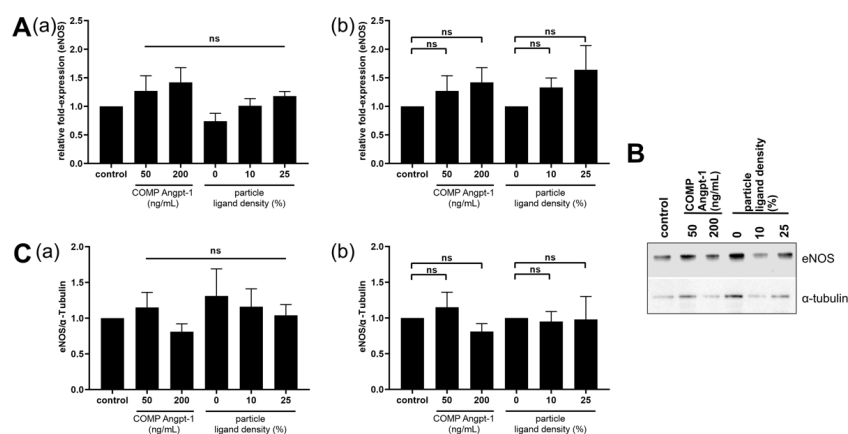 A (a)
relative fold-expression (eNOS)
2.5
2.0
1.5
1.0
0.5
0.0
ns
control 50 200 0 10 25
COMP Angpt-1
(ng/mL)
particle
ligand density (%)
(b)
relative fold-expression (eNOS)
2.5
2.0
1.5
1.0
0.5
0.0
ns ns
ns ns
control 50 200 0 10 25
COMP Angpt-1
(ng/mL)
particle
ligand density (%)
B
control
COMP
Angpt-1
(ng/mL)
50
200
particle
ligand density
(%)
0
10
25
eNOS
α-tubulin
C (a)
eNOS/α-Tubulin
2.0
1.5
1.0
0.5
0.0
ns
control 50 200 0 10 25
COMP Angpt-1
(ng/mL)
particle
ligand density (%)
(b)
eNOS/α-Tubulin
2.0
1.5
1.0
0.5
0.0
ns ns
ns ns
control 50 200 0 10 25
COMP Angpt-1
(ng/mL)
particle
ligand density (%)